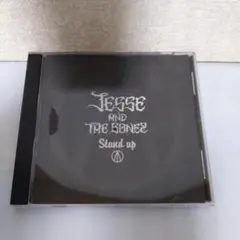 JESSE
AND
THE BONEZ
Stand up